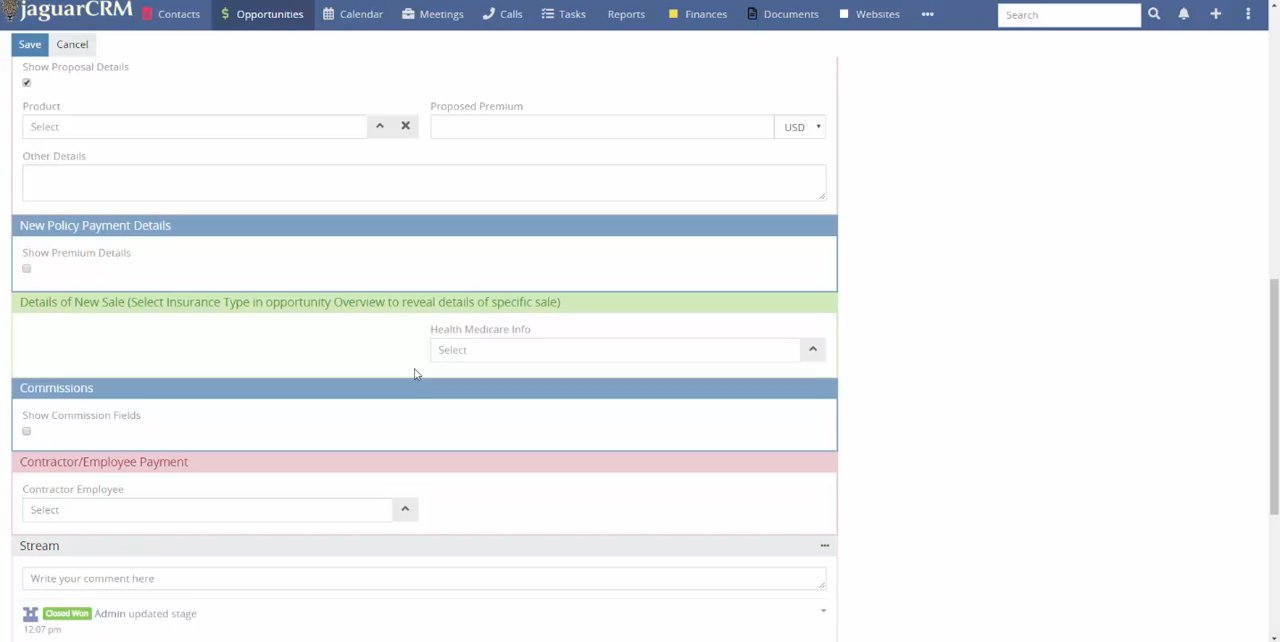 jaguarCRM Contacts $ Opportunities Calendar Meetings Calls Tasks Reports Finances Documents Websites ••• Search
Save Cancel
Show Proposal Details
Product Proposed Premium
Select USD
Other Details
New Policy Payment Details
Show Premium Details
Details of New Sale (Select Insurance Type in opportunity Overview to reveal details of specific sale)
Health Medicare Info
Select
Commissions
Show Commission Fields
Contractor/Employee Payment
Contractor Employee
Select
Stream •••
Write your comment here
Closed Won Admin updated stage
12:07 pm